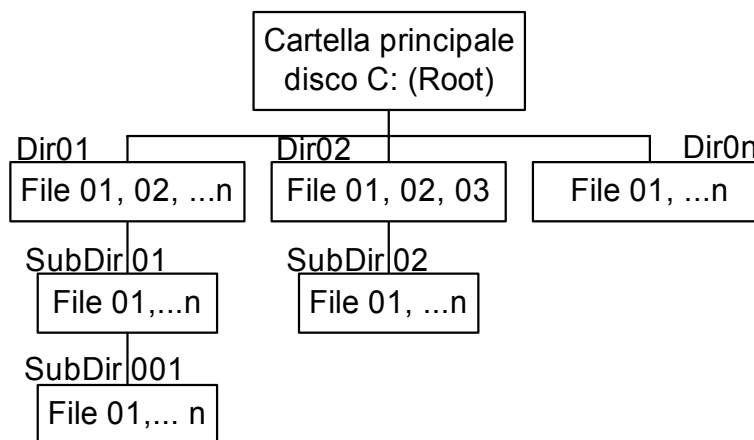 Cartella principale
disco C: (Root)
Dir01
Dir02
Dir0n
File 01, 02, ...n
File 01, 02, 03
File 01, ...n
SubDir 01
SubDir 02
File 01,...n
File 01, ...n
SubDir 001
File 01,... n